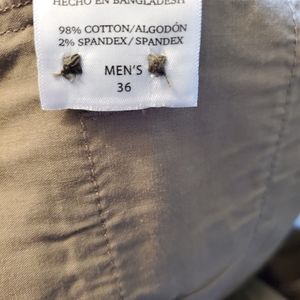 HECHO EN BANGLADESH
98% COTTON/ALGODÓN
2% SPANDEX/SPANDEX
MEN'S
36